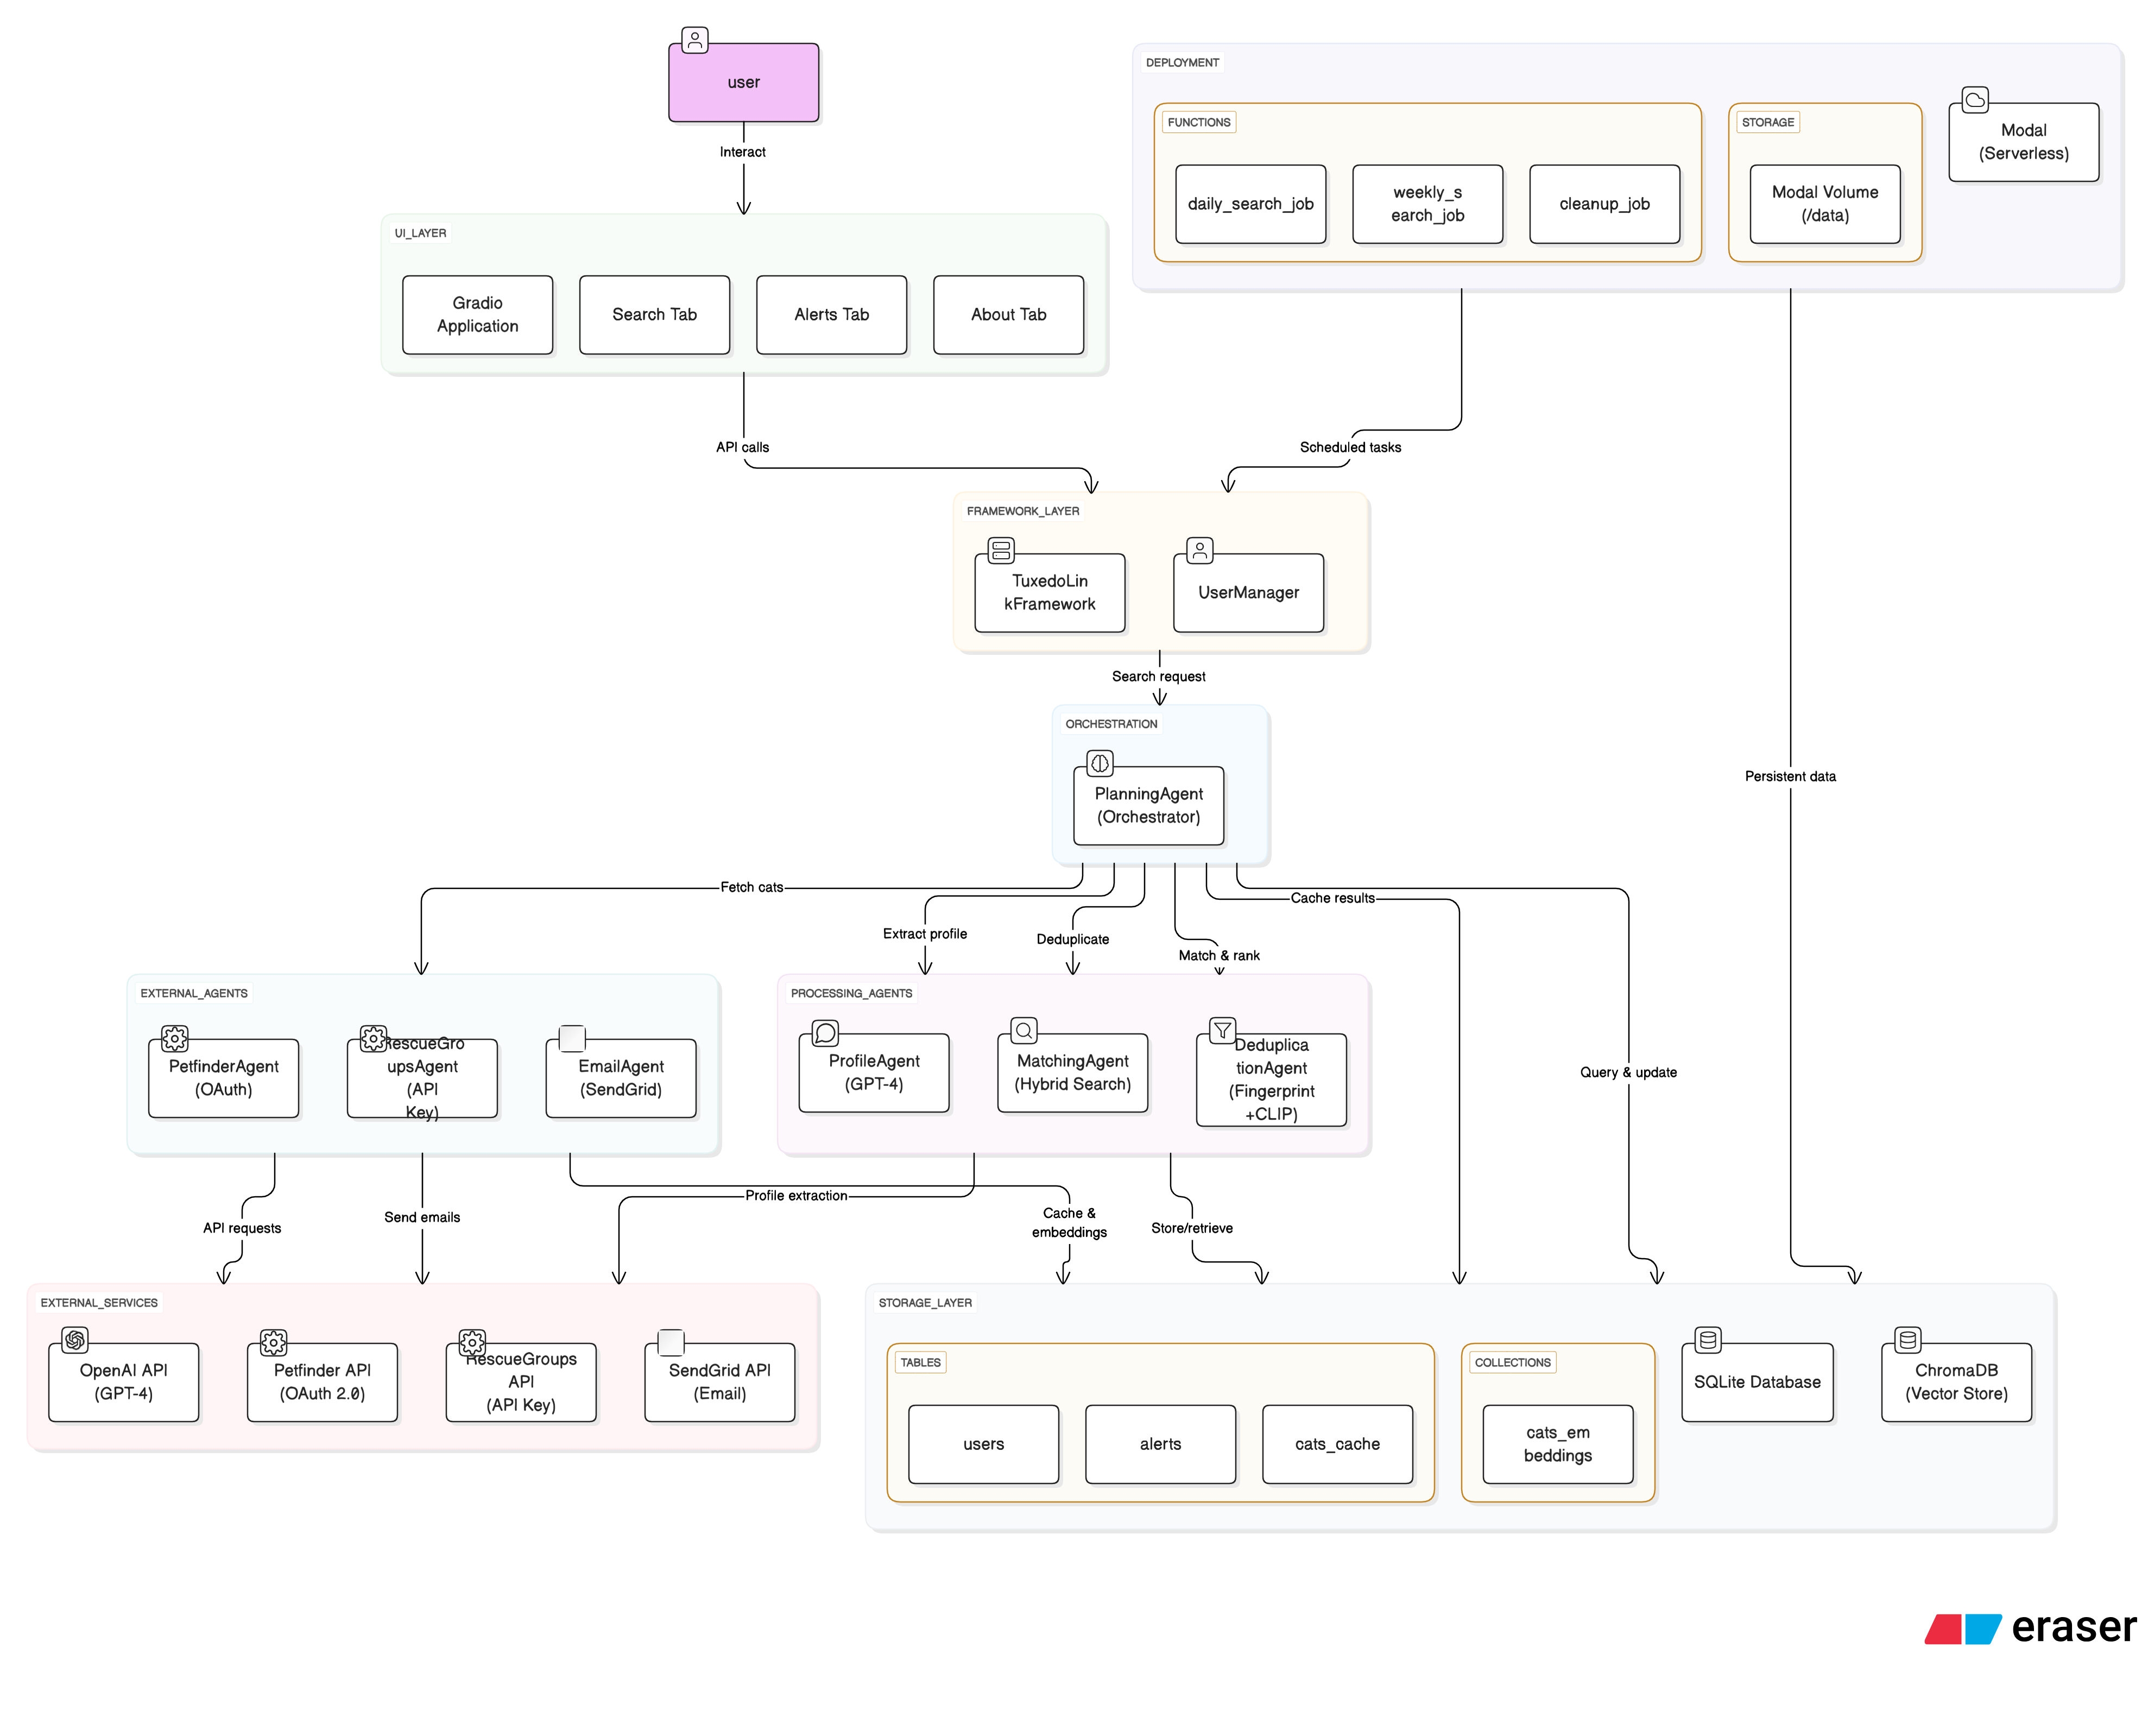 user
Interact
DEPLOYMENT
FUNCTIONS
daily_search_job
weekly_s
earch_job
cleanup_job
STORAGE
Modal Volume
(/data)
Modal
(Serverless)
UI_LAYER
Gradio
Application
Search Tab
Alerts Tab
About Tab
API calls
Scheduled tasks
FRAMEWORK_LAYER
TuxedoLin
kFramework
UserManager
Search request
ORCHESTRATION
PlanningAgent
(Orchestrator)
Persistent data
Fetch cats
Extract profile
Deduplicate
Match & rank
Cache results
Query & update
EXTERNAL_AGENTS
PetfinderAgent
(OAuth)
RescueGro
upsAgent
(API
Key)
EmailAgent
(SendGrid)
PROCESSING_AGENTS
ProfileAgent
(GPT-4)
MatchingAgent
(Hybrid Search)
Deduplica
tionAgent
(Fingerprint
+CLIP)
API requests
Send emails
Profile extraction
Cache &
embeddings
Store/retrieve
EXTERNAL_SERVICES
OpenAI API
(GPT-4)
Petfinder API
(OAuth 2.0)
RescueGroups
API
(API Key)
SendGrid API
(Email)
STORAGE_LAYER
TABLES
users
alerts
cats_cache
COLLECTIONS
cats_em
beddings
SQLite Database
ChromaDB
(Vector Store)
eraser